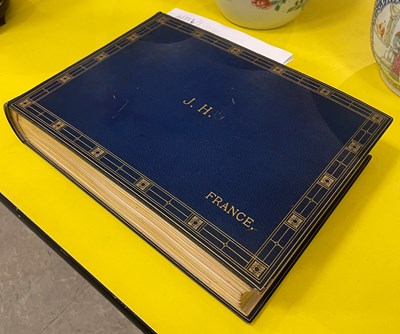 J. H.
FRANCE,